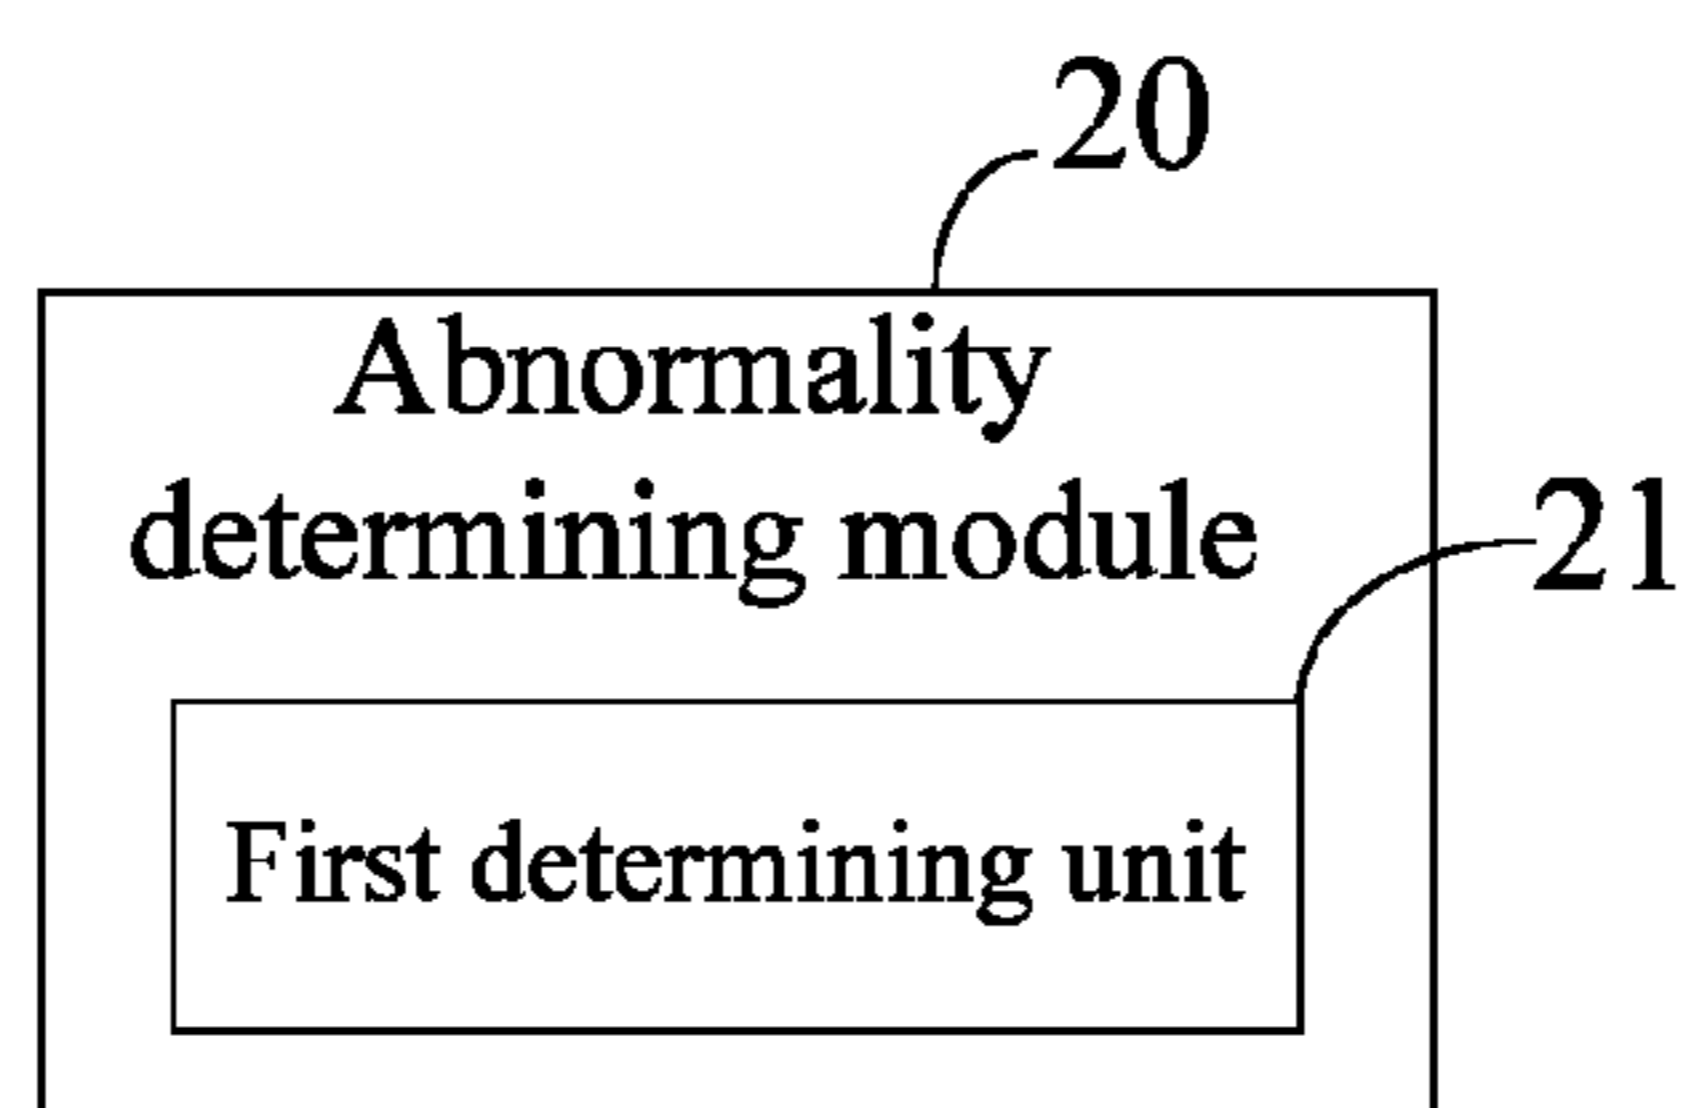 20
Abnormality
determining module
21
First determining unit